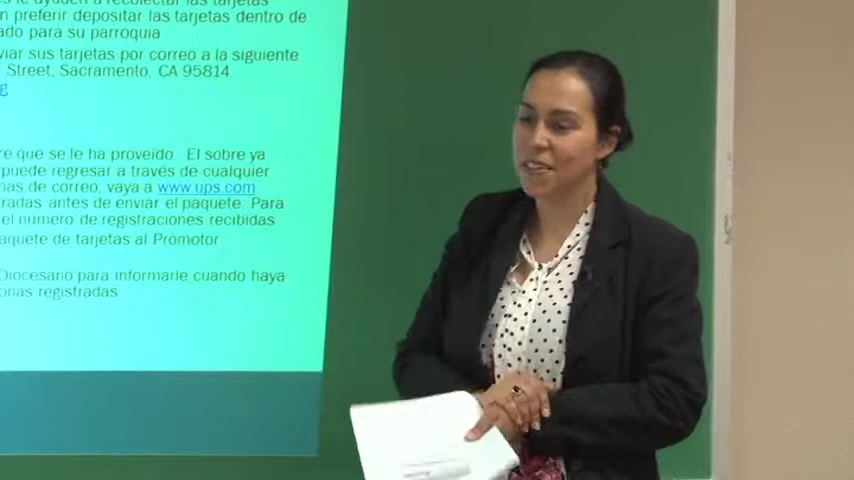 le ayuden a recolectar las tarjetas
n preferir depositar las tarjetas dentro de
ado para su parroquia
viar sus tarjetas por correo a la siguiente
Street, Sacramento, CA 95814
g
re que se le ha proveído. El sobre ya
puede regresar a través de cualquier
nas de correo, vaya a www.ups.com.
radas antes de enviar el paquete. Para
el numero de registraciones recibidas
aquete de tarjetas al Promotor
Diocesano para informarle cuando haya
onas registradas